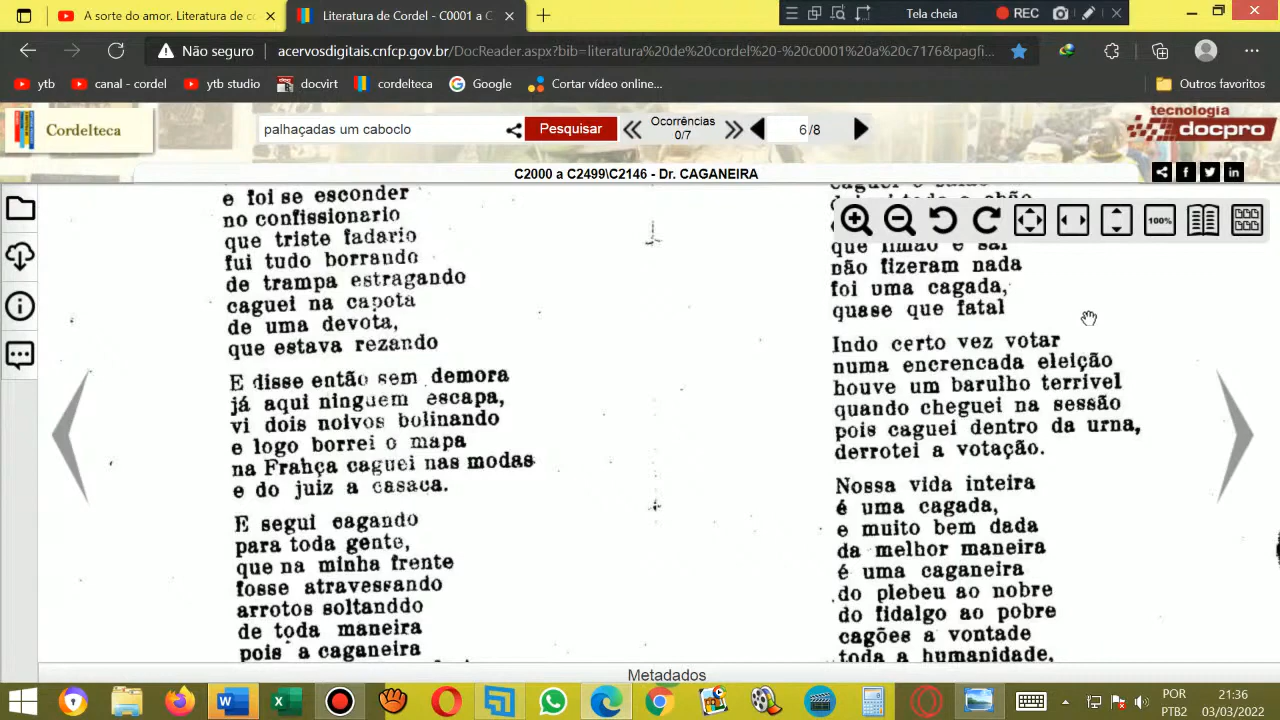 A sorte do amor. Literatura de co
Literatura de Cordel - C0001 a C
Tela cheia
REC
Não seguro
acervosdigitais.cnfcp.gov.br/DocReader.aspx?bib=literatura%20de%20cordel%20-%20c0001%20a%20c7176&pagfi...
ytb
canal - cordel
ytb studio
docvirt
cordelteca
Google
Cortar vídeo online...
Outros favoritos
Cordelteca
palhaçadas um caboclo
Pesquisar
Ocorrências
0/7
6/8
tecnologia
docpro
C2000 a C2499\C2146 - Dr. CAGANEIRA
100%
e foi se esconder
no confissionario
que triste fadario
fui tudo borrando
de trampa estragando
caguei na capota
de uma devota,
que estava rezando
E disse então sem demora
já aqui ninguem escapa,
vi dois noivos bolinando
e logo borrei o mapa
na Frahça caguei nas modas
e do juiz a casaca.
E segui cagando
para toda gente,
que na minha frente
fosse atravessando
arrotos soltanddo
de toda maneira
pois a caganeira
que limão e sal
não fizeram nada
foi uma cagada,
quase que fatal
Indo certo vez votar
numa encrencada eleição
houve um barulho terrivel
quando cheguei na sessão
pois caguei dentro da urna,
derrotei a votação.
Nossa vida inteira
é uma cagada,
e muito bem dada
da melhor maneira
é uma caganeira
do plebeu ao nobre
do fidalgo ao pobre
cagões a vontade
toda a humanidade,
Metadados
POR
PTB2
21:36
03/03/2022